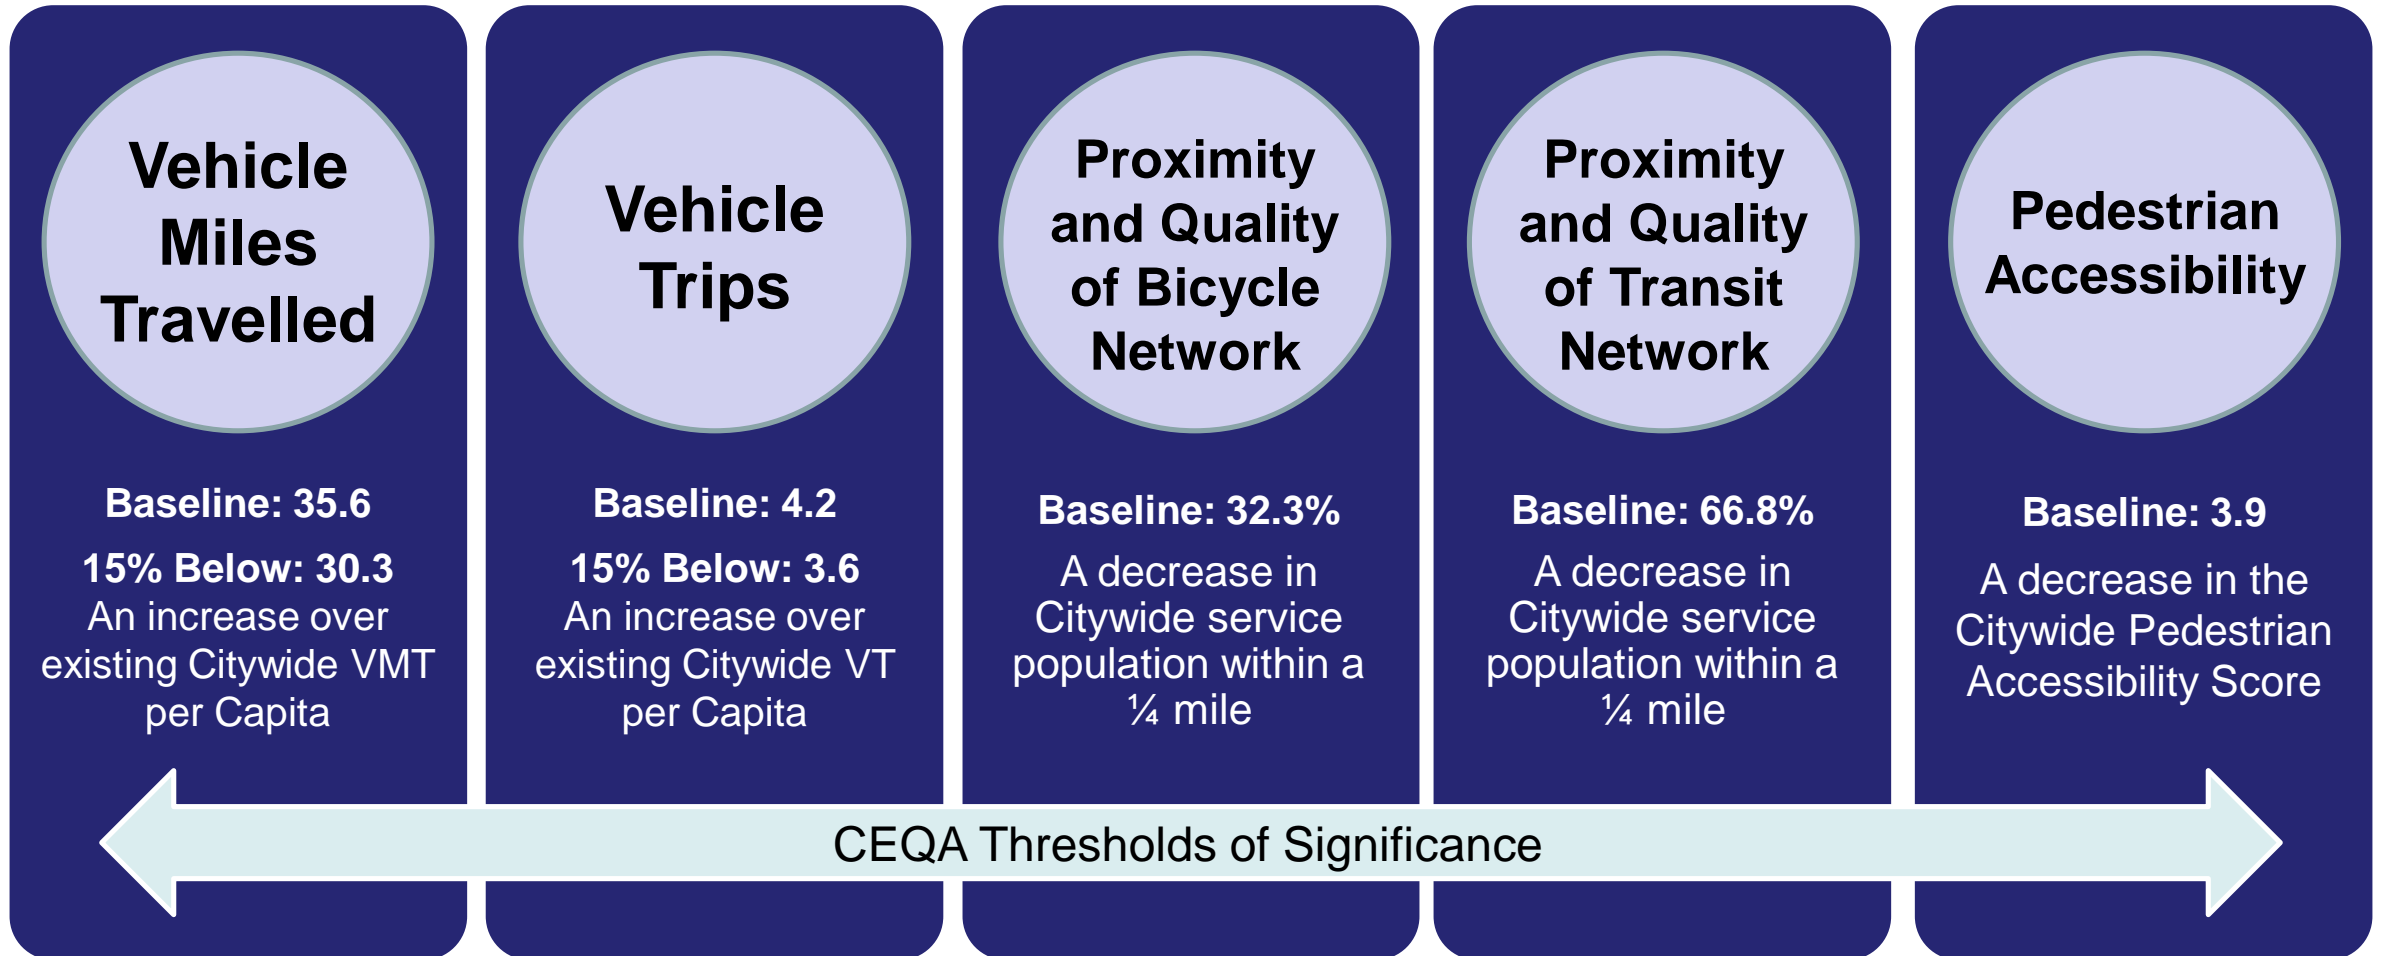 Vehicle
Miles
Travelled
Baseline: 35.6
15% Below: 30.3
An increase over
existing Citywide VMT
per Capita
Vehicle
Trips
Baseline: 4.2
15% Below: 3.6
An increase over
existing Citywide VT
per Capita
Proximity
and Quality
of Bicycle
Network
Baseline: 32.3%
A decrease in
Citywide service
population within a
¼ mile
Proximity
and Quality
of Transit
Network
Baseline: 66.8%
A decrease in
Citywide service
population within a
¼ mile
Pedestrian
Accessibility
Baseline: 3.9
A decrease in the
Citywide Pedestrian
Accessibility Score
CEQA Thresholds of Significance